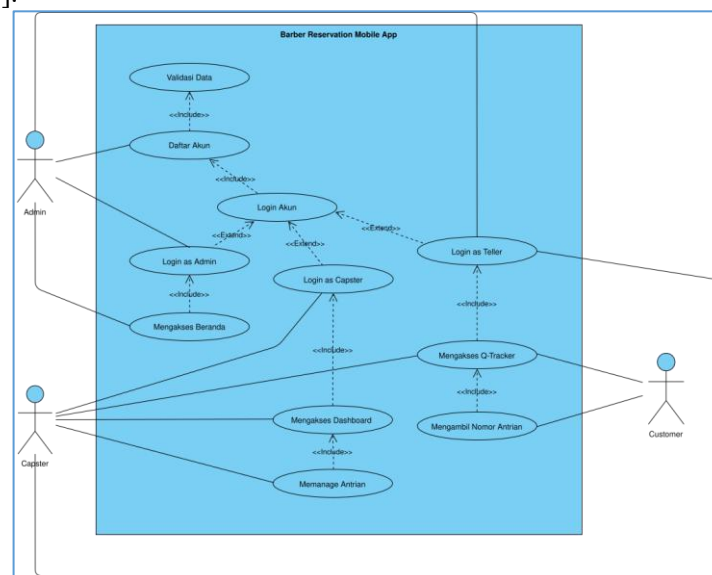 ].
Barber Reservation Mobile App
Validasi Data
<<Include>>
Daftar Akun
<<Include>>
Admin
Login Akun
<<Extend>>
<<Extend>>
<<Extend>>
Login as Admin
Login as Teller
Login as Capster
<<Include>>
<<Include>>
Mengakses Beranda
<<Include>>
Mengakses Q-Tracker
<<Include>>
Mengakses Dashboard
Mengambil Nomor Antrian
Customer
<<Include>>
Capster
Memanage Antrian